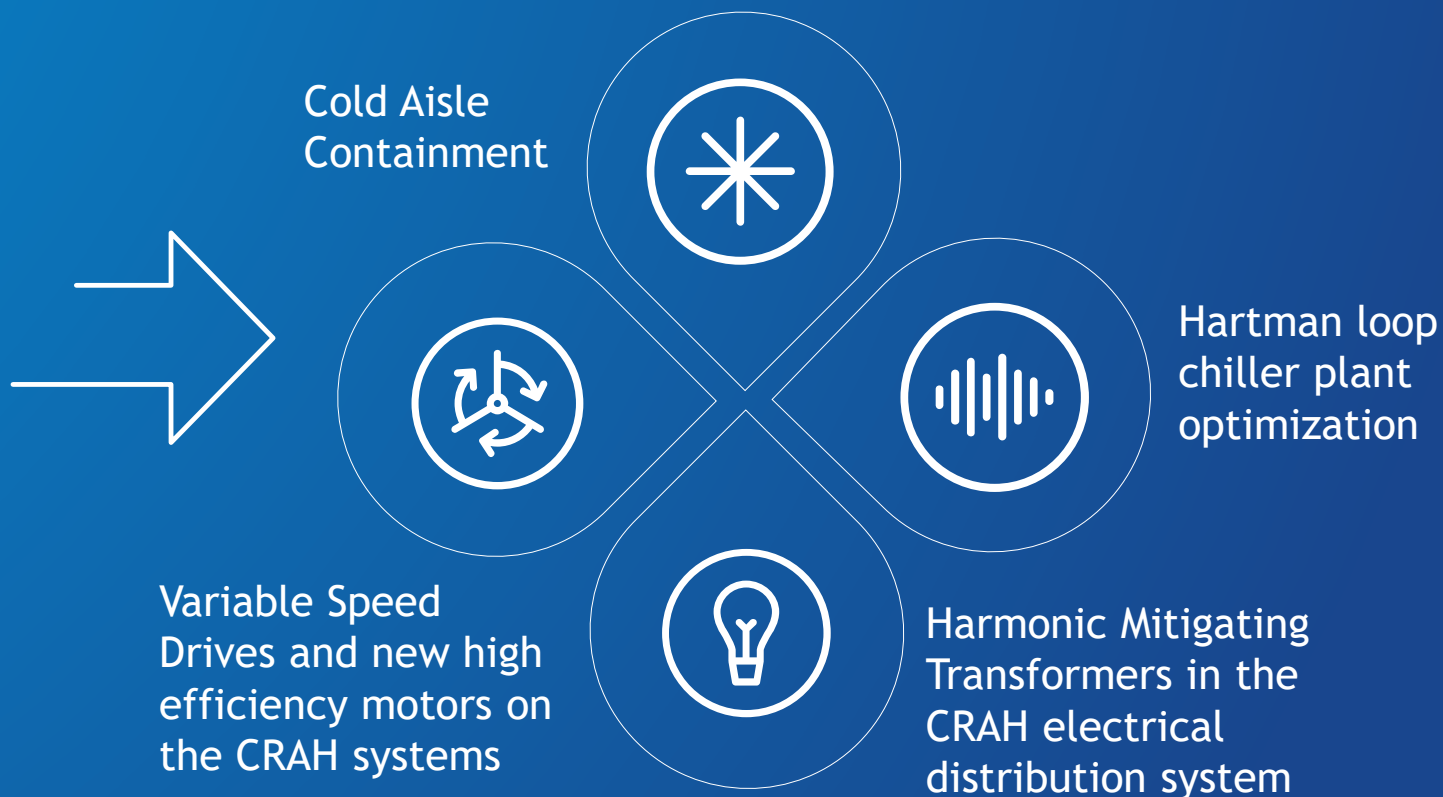 Cold Aisle
Containment
Hartman loop
chiller plant
optimization
Variable Speed
Drives and new high
efficiency motors on
the CRAH systems
Harmonic Mitigating
Transformers in the
CRAH electrical
distribution system